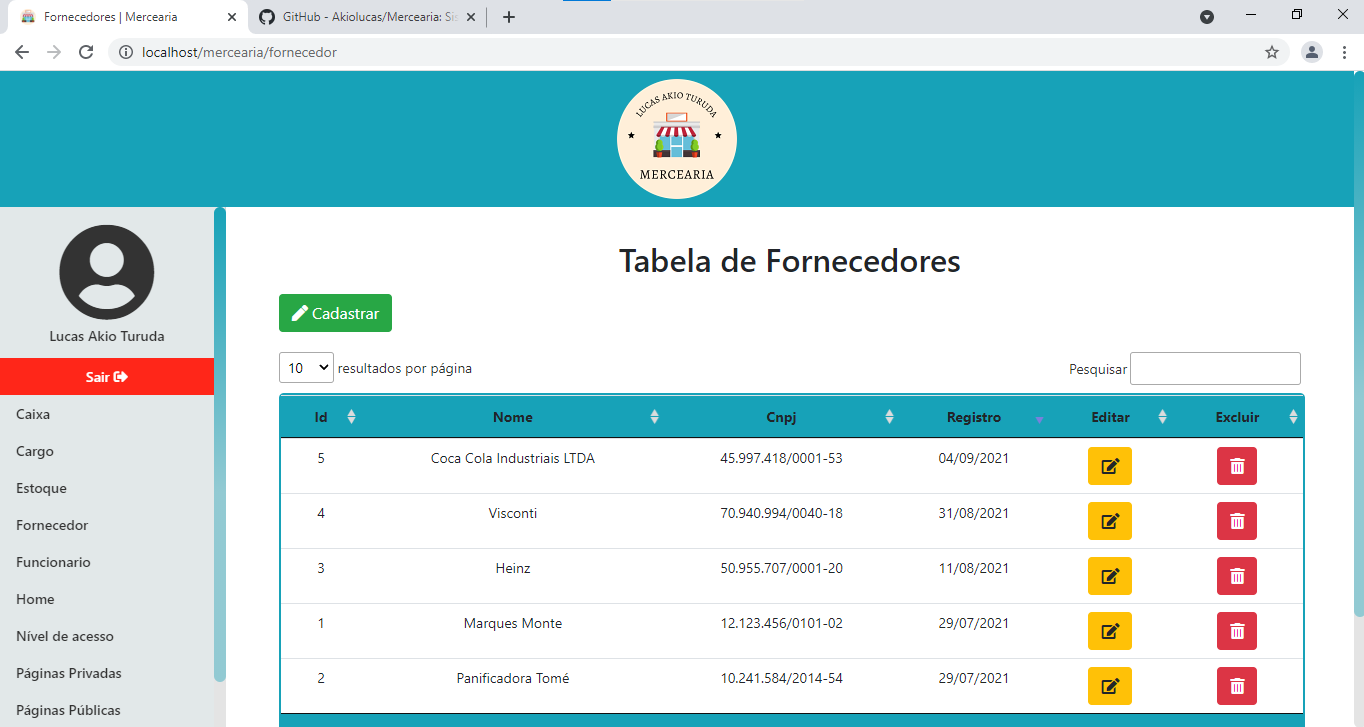 Fornecedores | Mercearia
GitHub - Akiolucas/Mercearia: Sis
localhost/mercearia/fornecedor
LUCAS AKIO TURUDA
MERCEARIA
Lucas Akio Turuda
Sair
Caixa
Cargo
Estoque
Fornecedor
Funcionario
Home
Nível de acesso
Páginas Privadas
Páginas Públicas
Tabela de Fornecedores
Cadastrar
10 resultados por página
Pesquisar
Id Nome Cnpj Registro Editar Excluir
5 Coca Cola Industriais LTDA 45.997.418/0001-53 04/09/2021
4 Visconti 70.940.994/0040-18 31/08/2021
3 Heinz 50.955.707/0001-20 11/08/2021
1 Marques Monte 12.123.456/0101-02 29/07/2021
2 Panificadora Tomé 10.241.584/2014-54 29/07/2021